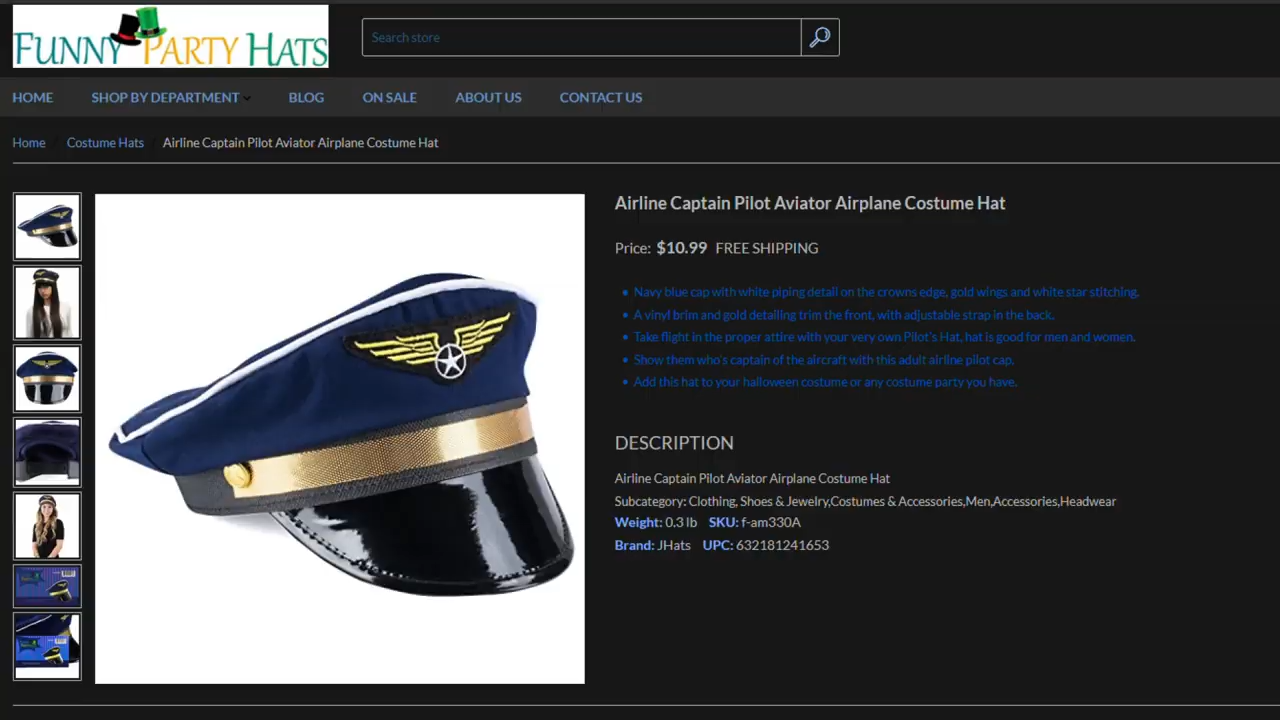 FUNNY PARTY HATS
Search store
HOME
SHOP BY DEPARTMENT
BLOG
ON SALE
ABOUT US
CONTACT US
Home
Costume Hats
Airline Captain Pilot Aviator Airplane Costume Hat
Airline Captain Pilot Aviator Airplane Costume Hat
Price: $10.99 FREE SHIPPING
Navy blue cap with white piping detail on the crowns edge, gold wings and white star stitching.
A vinyl brim and gold detailing trim the front, with adjustable strap in the back.
Take flight in the proper attire with your very own Pilot's Hat, hat is good for men and women.
Show them who's captain of the aircraft with this adult airline pilot cap.
Add this hat to your halloween costume or any costume party you have.
DESCRIPTION
Airline Captain Pilot Aviator Airplane Costume Hat
Subcategory: Clothing, Shoes & Jewelry,Costumes & Accessories,Men,Accessories,Headwear
Weight: 0.3 lb SKU: f-am330A
Brand: JHats UPC: 632181241653